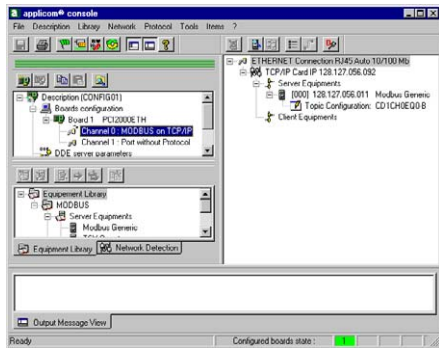 applicom® console
File Description Library Network Protocol Tools Items ?
Description (CONFIG01)
Boards configuration
Board 1 PCI2000ETH
Channel 0 : MODBUS on TCP/IP
Channel 1 : Port without Protocol
DDE server parameters
Equipement Library
MODBUS
Server Equipments
Modbus Generic
Equipment Library
Network Detection
ETHERNET Connection RJ45 Auto 10/100 Mb
TCP/IP Card IP 128.127.056.092
Server Equipments
[000] 128.127.056.011 Modbus Generic
Topic Configuration: CD1CH0EQ0-B
Client Equipments
Output Message View
Ready
Configured boards state :
1